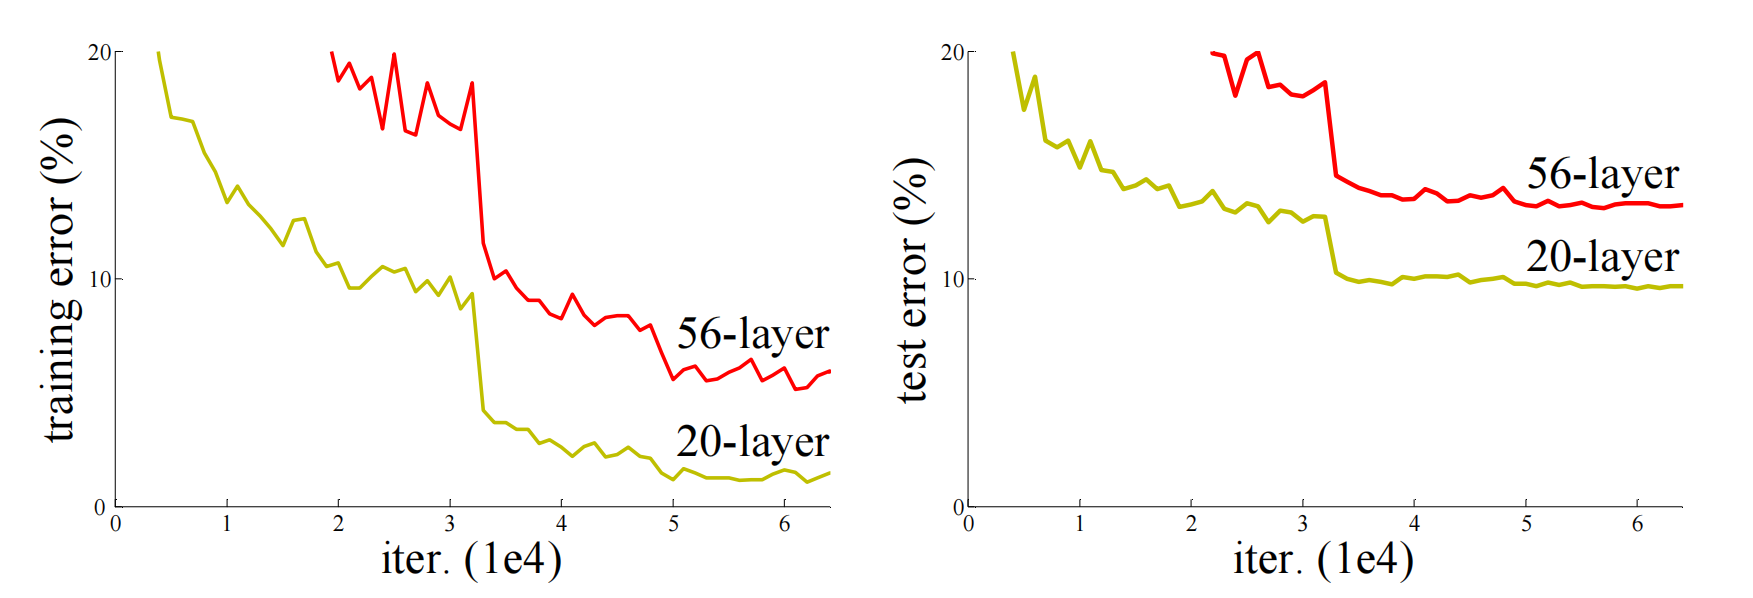 training error (%)
20
10
0
56-layer
20-layer
0 1 2 3 4 5 6
iter. (1e4)
test error (%)
20
10
0
56-layer
20-layer
0 1 2 3 4 5 6
iter. (1e4)